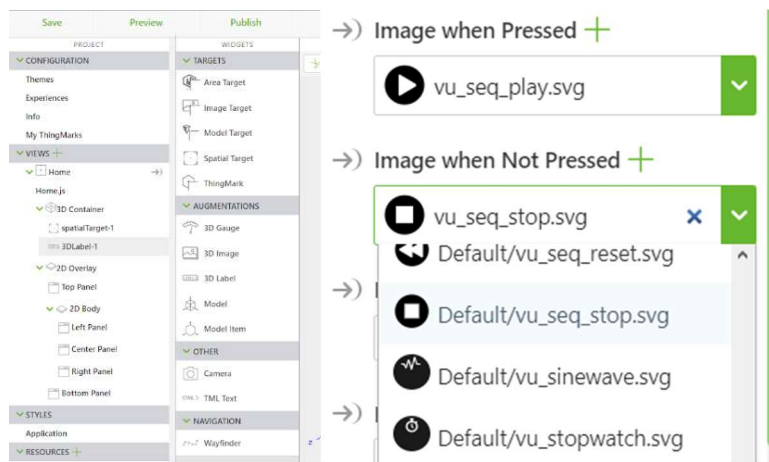 Save
Preview
Publish
PROJECT
CONFIGURATION
Themes
Experiences
Info
My ThingMarks
VIEWS
Home
Home.js
3D Container
spatialTarget-1
3DLabel-1
2D Overlay
Top Panel
2D Body
Left Panel
Center Panel
Right Panel
Bottom Panel
STYLES
Application
RESOURCES
WIDGETS
TARGETS
Area Target
Image Target
Model Target
Spatial Target
ThingMark
AUGMENTATIONS
3D Gauge
3D Image
3D Label
Model
Model Item
OTHER
Camera
TML Text
NAVIGATION
Wayfinder
Image when Pressed
vu_seq_play.svg
Image when Not Pressed
vu_seq_stop.svg
Default/vu_seq_reset.svg
Default/vu_seq_stop.svg
Default/vu_sinewave.svg
Default/vu_stopwatch.svg